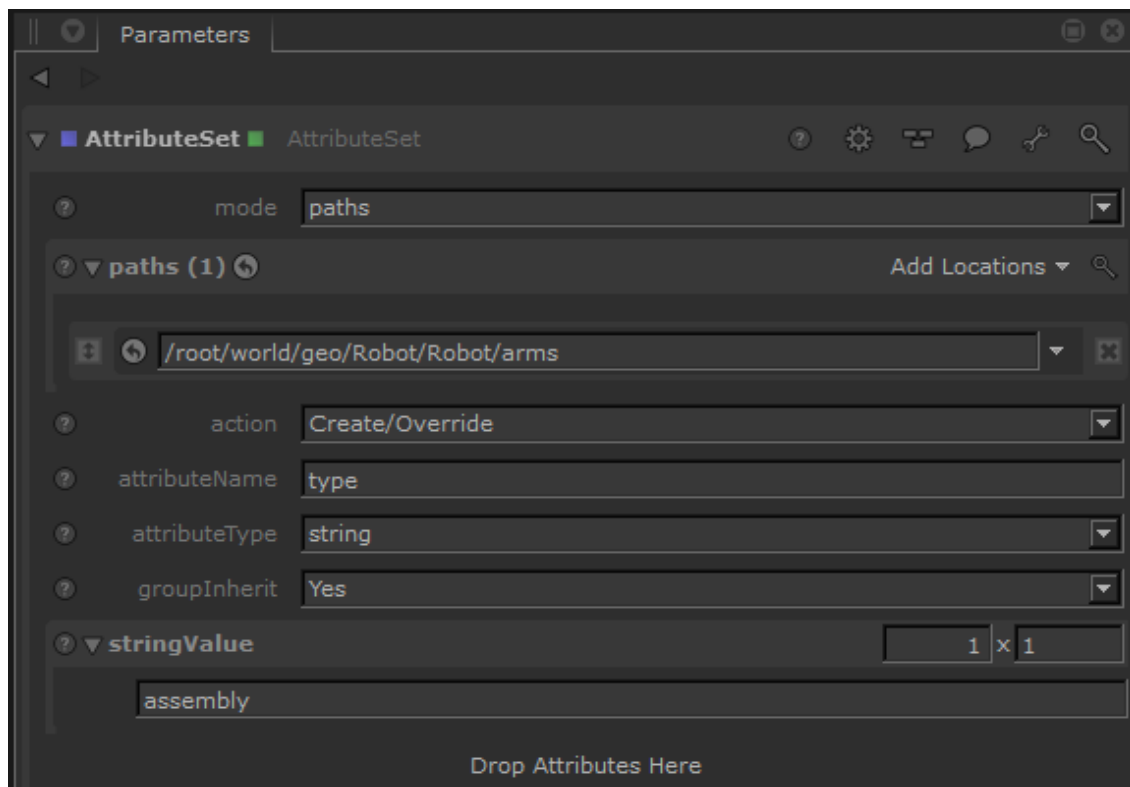 Parameters
AttributeSet AttributeSet
mode paths
paths (1) Add Locations
/root/world/geo/Robot/Robot/arms
action Create/Override
attributeName type
attributeType string
groupInherit Yes
stringValue 1 x 1
assembly
Drop Attributes Here